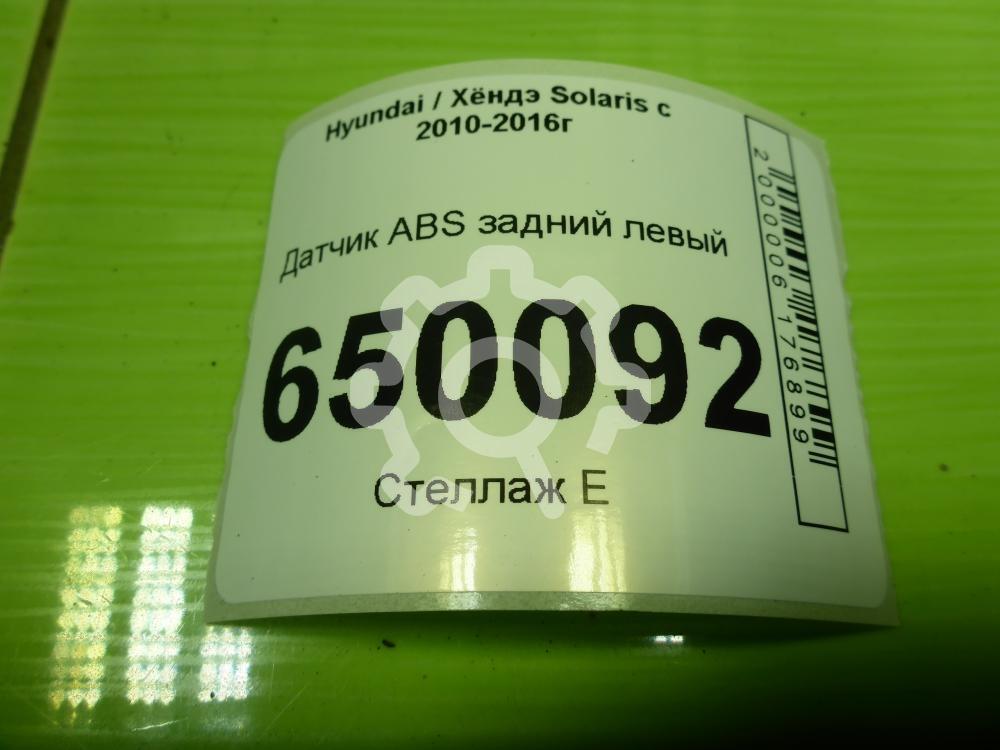 Hyundai / Хёндэ Solaris с
2010-2016г
Датчик ABS задний левый
650092
Стеллаж Е
2000006176899